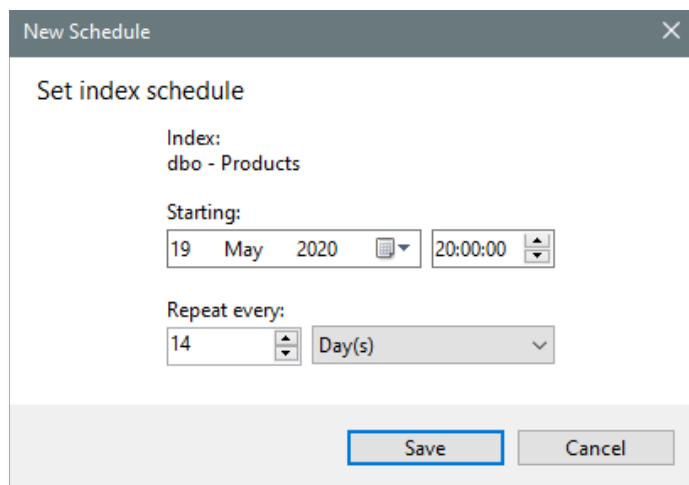 New Schedule
Set index schedule
Index:
dbo - Products
Starting:
19 May 2020 20:00:00
Repeat every:
14 Day(s)
Save Cancel